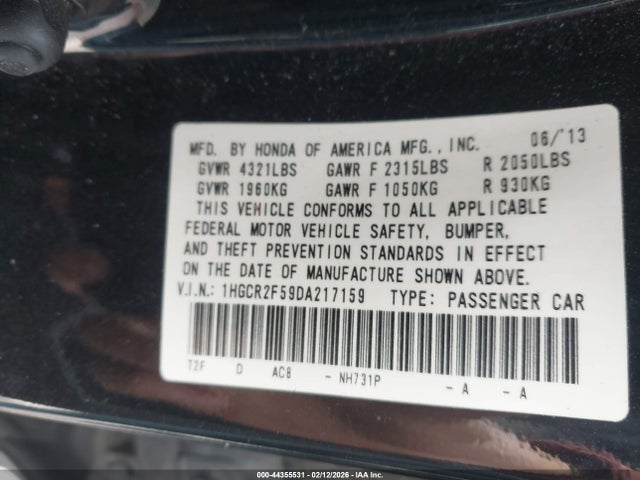 MFD. BY HONDA OF AMERICA MFG., INC. 06/'13
GVWR 4321LBS GAWR F 2315LBS R 2050LBS
GVWR 1960KG GAWR F 1050KG R 930KG
THIS VEHICLE CONFORMS TO ALL APPLICABLE
FEDERAL MOTOR VEHICLE SAFETY, BUMPER,
AND THEFT PREVENTION STANDARDS IN EFFECT
ON THE DATE OF MANUFACTURE SHOWN ABOVE.
V.I.N.: 1HGCR2F59DA217159 TYPE: PASSENGER CAR
T2F D AC8 - NH731P - A - A
000-44355531 - 02/12/2026 - IAA Inc.